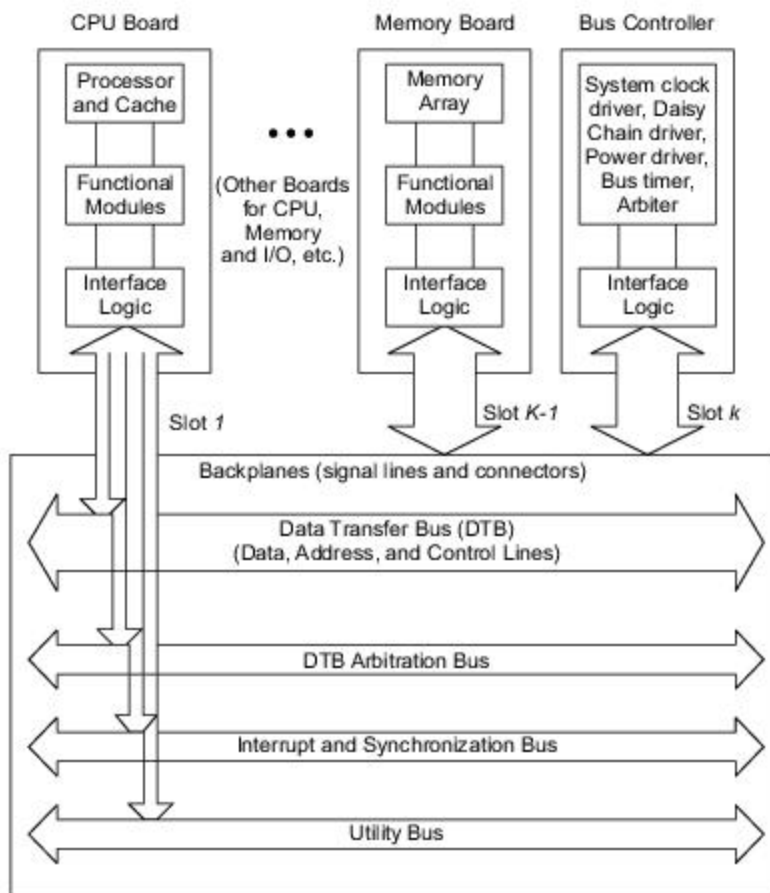 CPU Board
Memory Board
Bus Controller
Processor
and Cache
Functional
Modules
Interface
Logic
•••
(Other Boards
for CPU,
Memory
and I/O, etc.)
Memory
Array
Functional
Modules
Interface
Logic
System clock
driver, Daisy
Chain driver,
Power driver,
Bus timer,
Arbiter
Interface
Logic
Slot 1
Slot K-1
Slot k
Backplanes (signal lines and connectors)
Data Transfer Bus (DTB)
(Data, Address, and Control Lines)
DTB Arbitration Bus
Interrupt and Synchronization Bus
Utility Bus